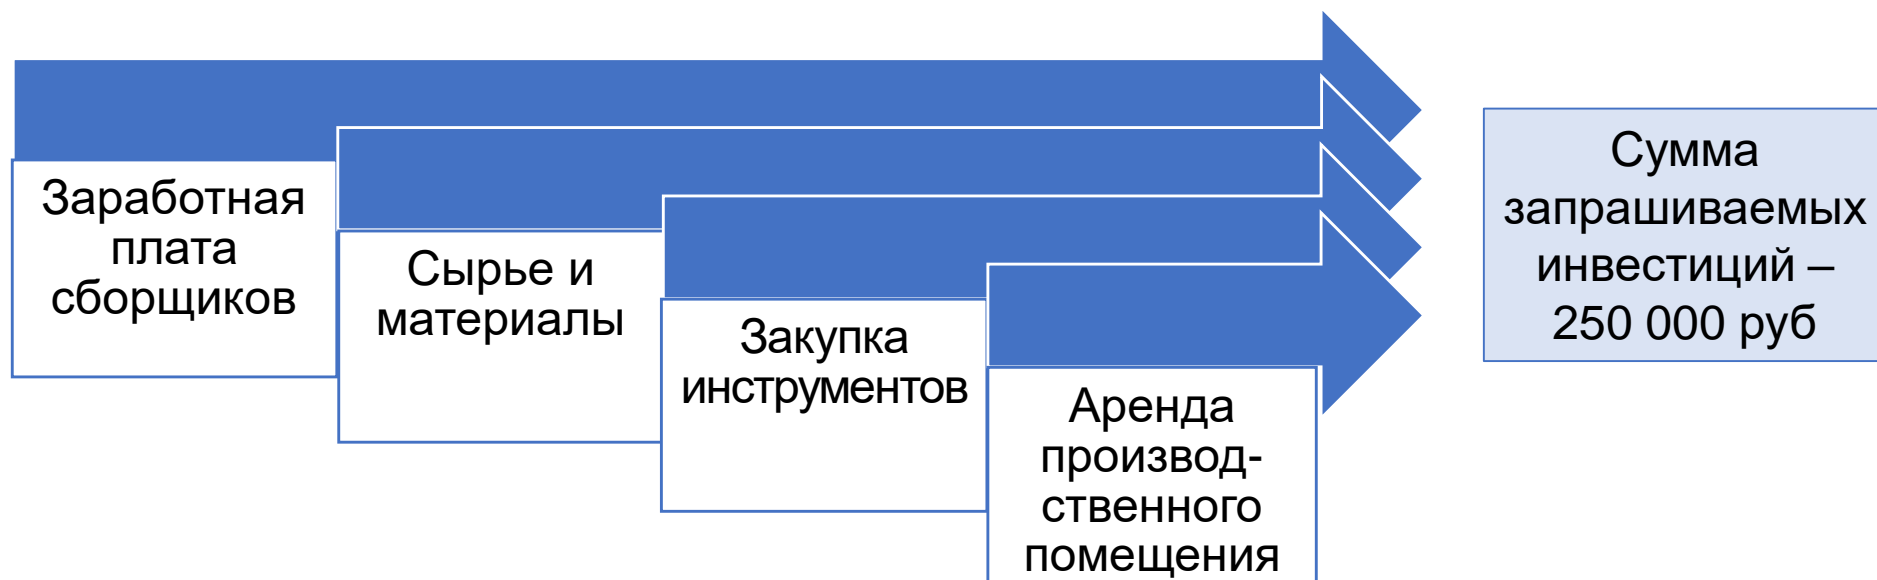 Заработная
плата
сборщиков
Сырье и
материалы
Закупка
инструментов
Аренда
производ-
ственного
помещения
Сумма
запрашиваемых
инвестиций –
250 000 руб